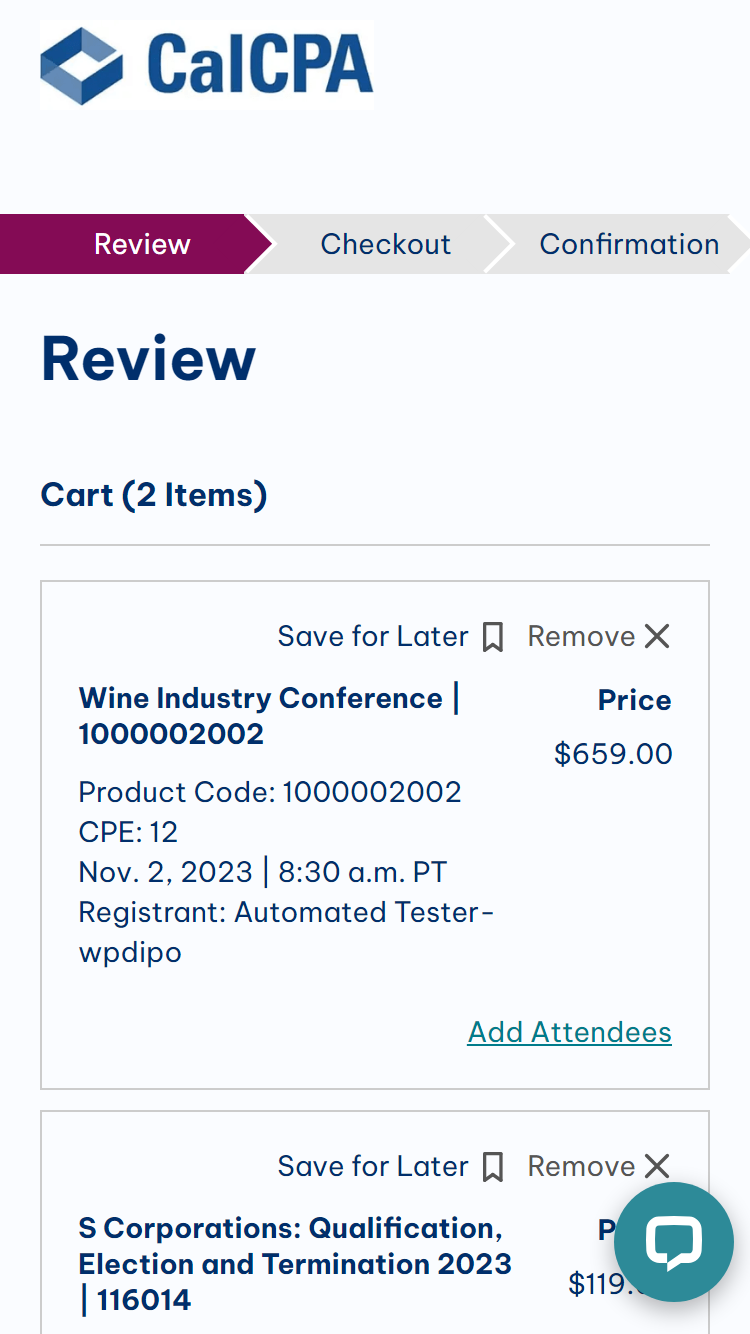 CalCPA
Review
Checkout
Confirmation
Review
Cart (2 Items)
Save for Later
Remove
Wine Industry Conference |
1000002002
Price
$659.00
Product Code: 1000002002
CPE: 12
Nov. 2, 2023 | 8:30 a.m. PT
Registrant: Automated Tester-
wpdipo
Add Attendees
Save for Later
Remove
S Corporations: Qualification,
Election and Termination 2023
| 116014
$119.